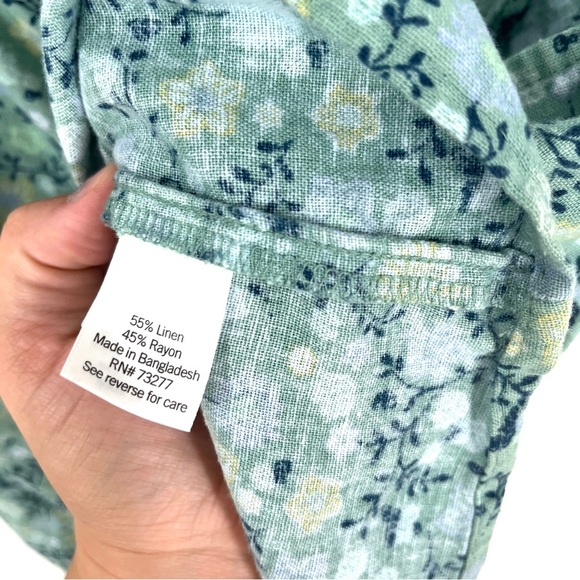 55% Linen
45% Rayon
Made in Bangladesh
RN# 73277
See reverse for care